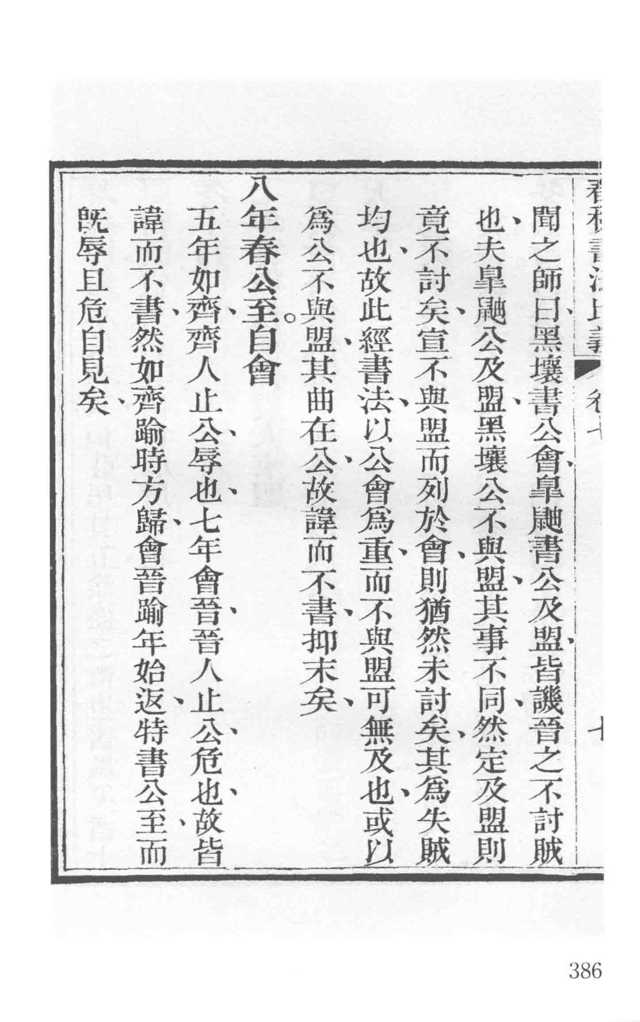 春秋書法比義 卷七 七
聞之師曰黑壤書公會臯鼬書公及盟皆譏晉之不討賊
也夫臯鼬公及盟黑壤公不與盟其事不同然定及盟則
竟不討矣宣不與盟而列於會則猶然未討矣其爲失賊
均也故此經書法以公會爲重而不與盟可無及也或以
爲公不與盟其曲在公故諱而不書抑末矣
八年春公至自會
五年如齊齊人止公辱也七年會晉晉人止公危也故皆
諱而不書然如齊踰時方歸會晉踰年始返特書公至而
旣辱且危自見矣
386